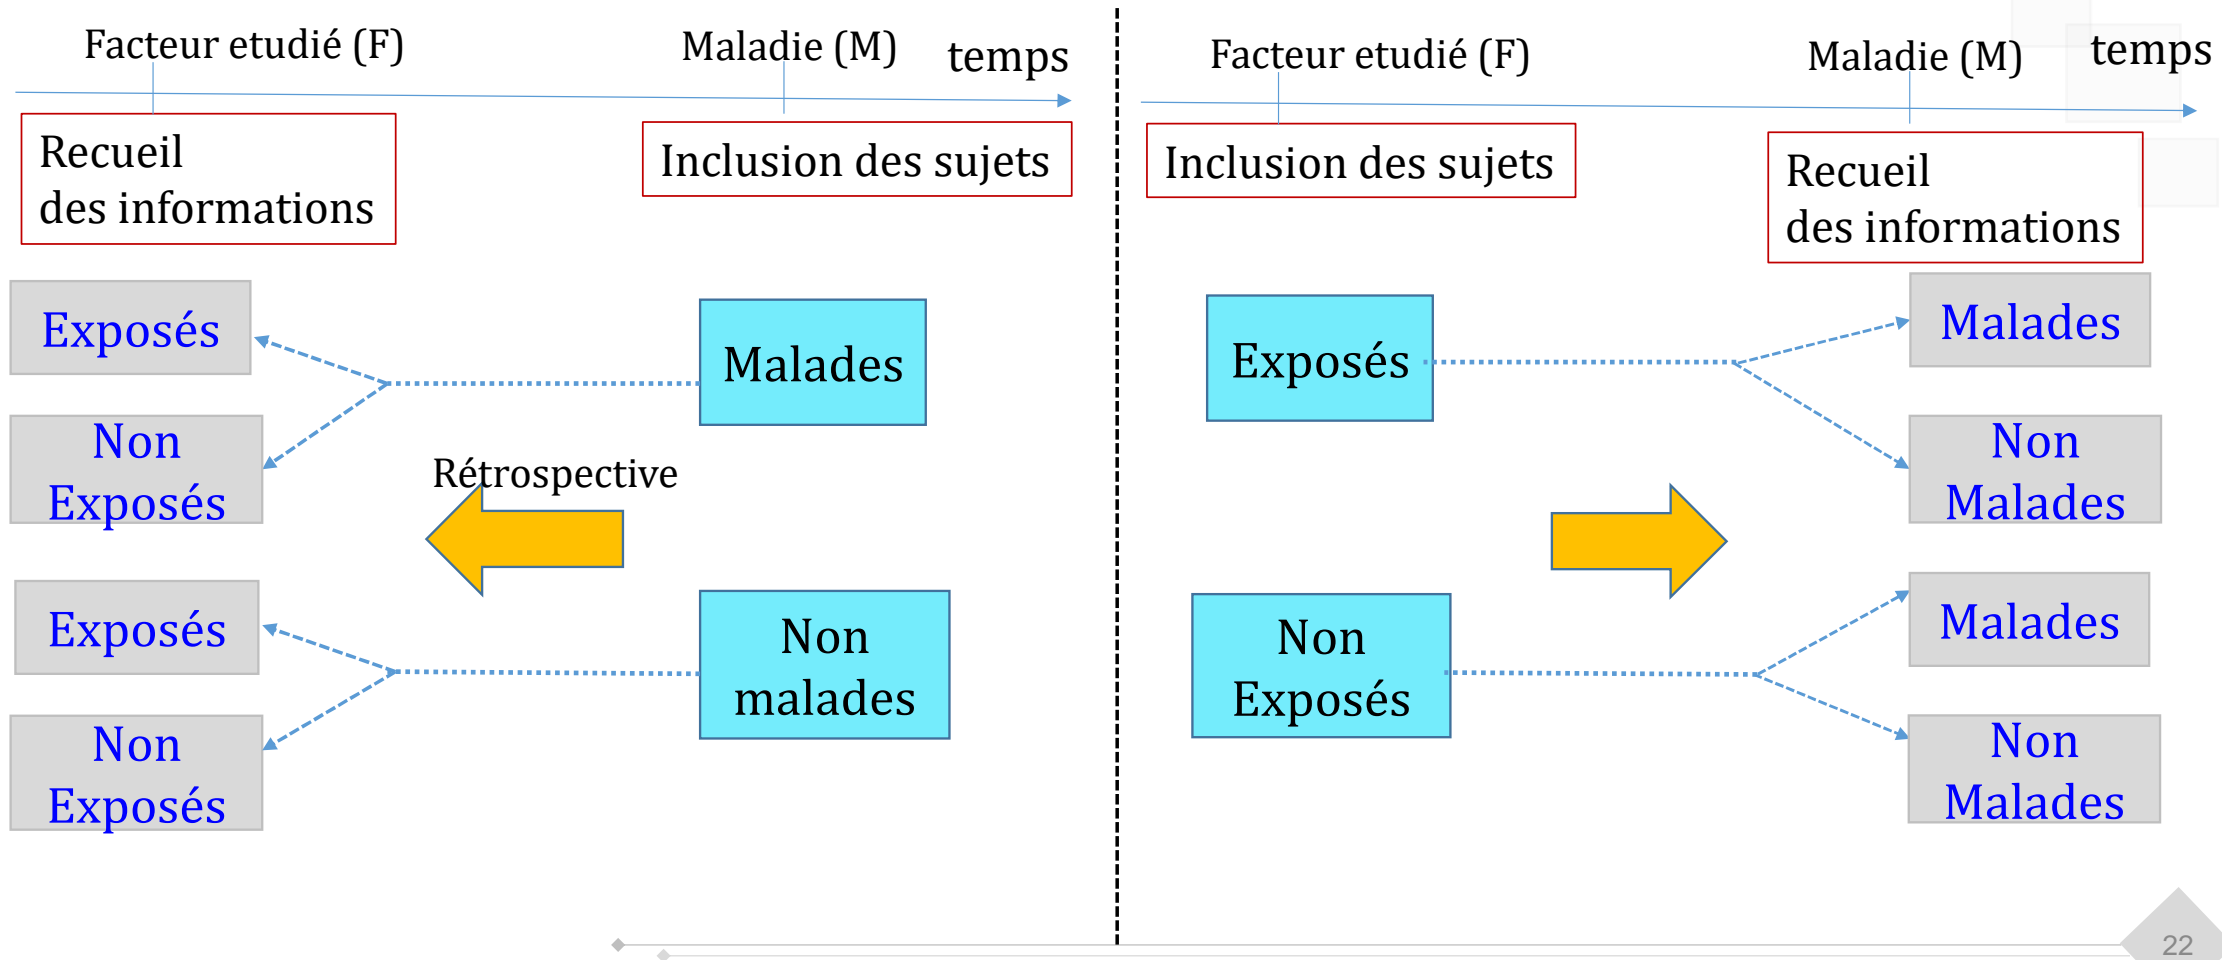 Facteur etudié (F)
Maladie (M)
temps
Recueil
des informations
Inclusion des sujets
Exposés
Non
Exposés
Malades
Rétrospective
Exposés
Non
Exposés
Non
malades
Facteur etudié (F)
Maladie (M)
temps
Inclusion des sujets
Recueil
des informations
Exposés
Malades
Non
Malades
Non
Exposés
Malades
Non
Malades
22